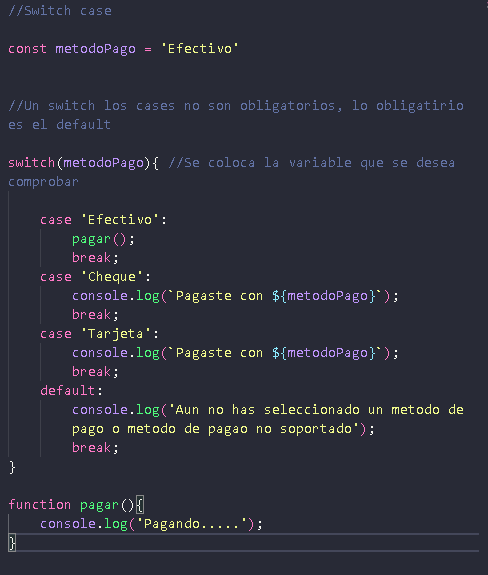 //Switch case
const metodoPago = 'Efectivo'
//Un switch los cases no son obligatorios, lo obligatirio
es el default
switch(metodoPago){ //Se coloca la variable que se desea
comprobar
case 'Efectivo':
pagar();
break;
case 'Cheque':
console.log(`Pagaste con ${metodoPago}`);
break;
case 'Tarjeta':
console.log(`Pagaste con ${metodoPago}`);
break;
default:
console.log('Aun no has seleccionado un metodo de
pago o metodo de pagao no soportado');
break;
}
function pagar(){
console.log('Pagando.....');
}